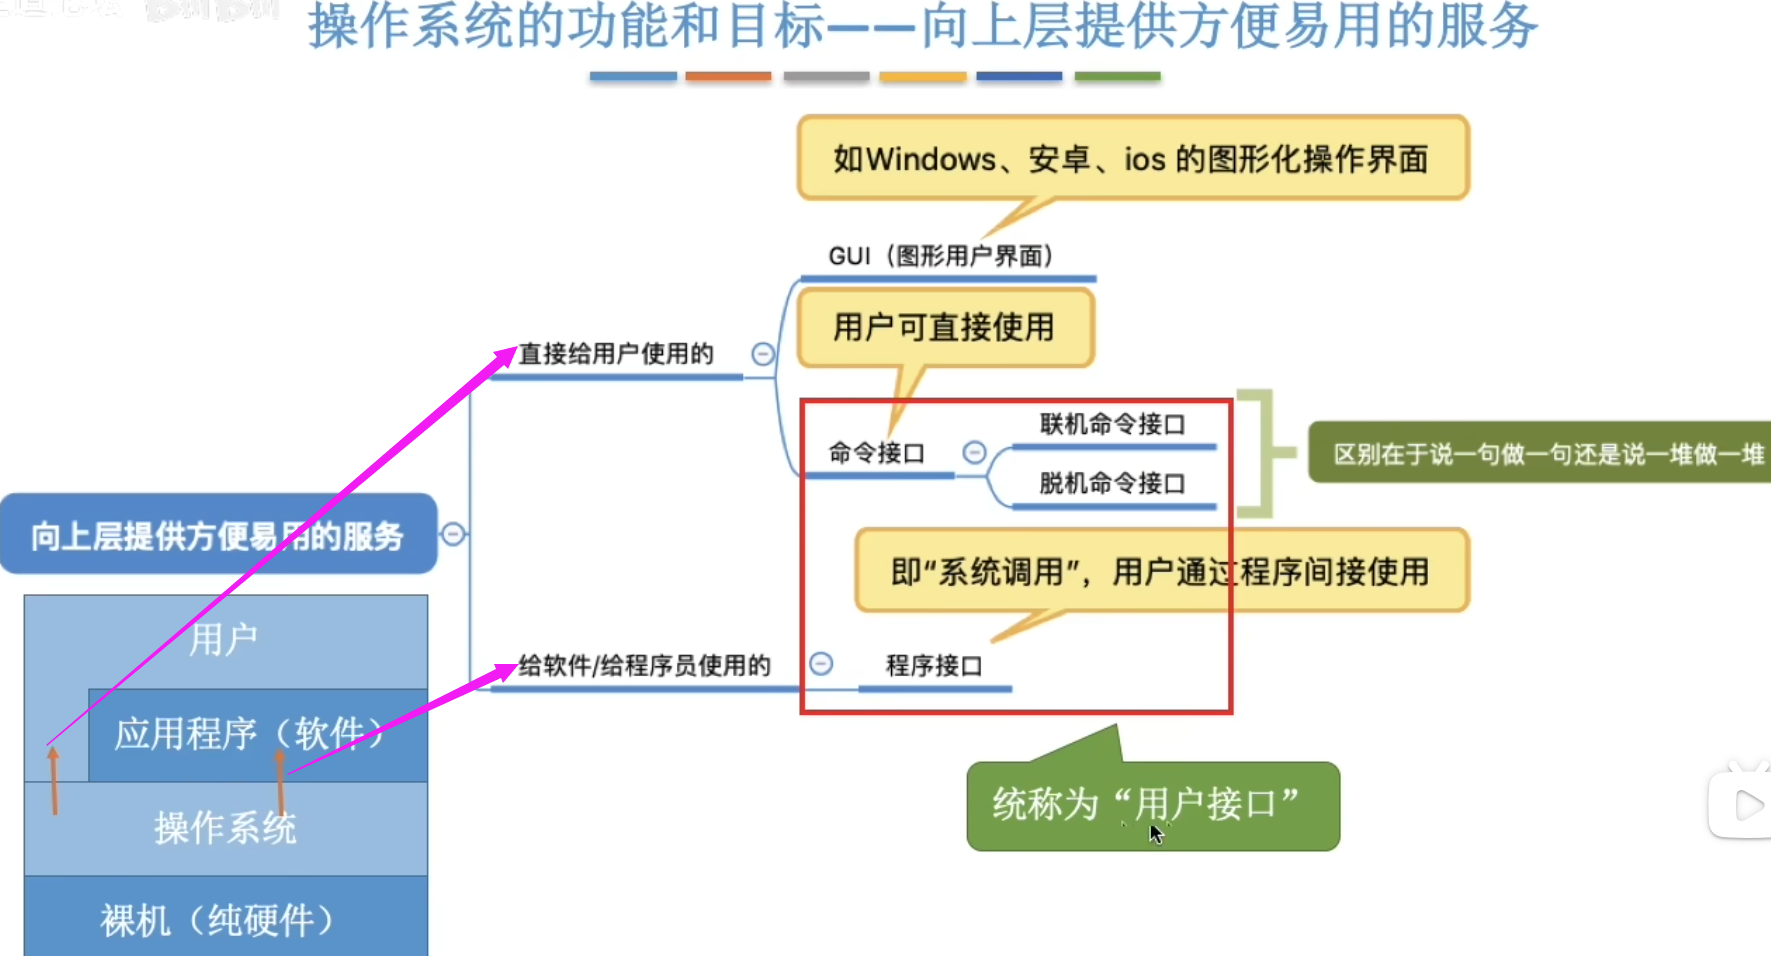 操作系统的功能和目标——向上层提供方便易用的服务
如Windows、安卓、ios 的图形化操作界面
GUI（图形用户界面）
用户可直接使用
直接给用户使用的
联机命令接口
命令接口
脱机命令接口
区别在于说一句做一句还是说一堆做一堆
向上层提供方便易用的服务
即“系统调用”，用户通过程序间接使用
给软件/给程序员使用的
程序接口
统称为“用户接口”
用户
应用程序（软件）
操作系统
裸机（纯硬件）